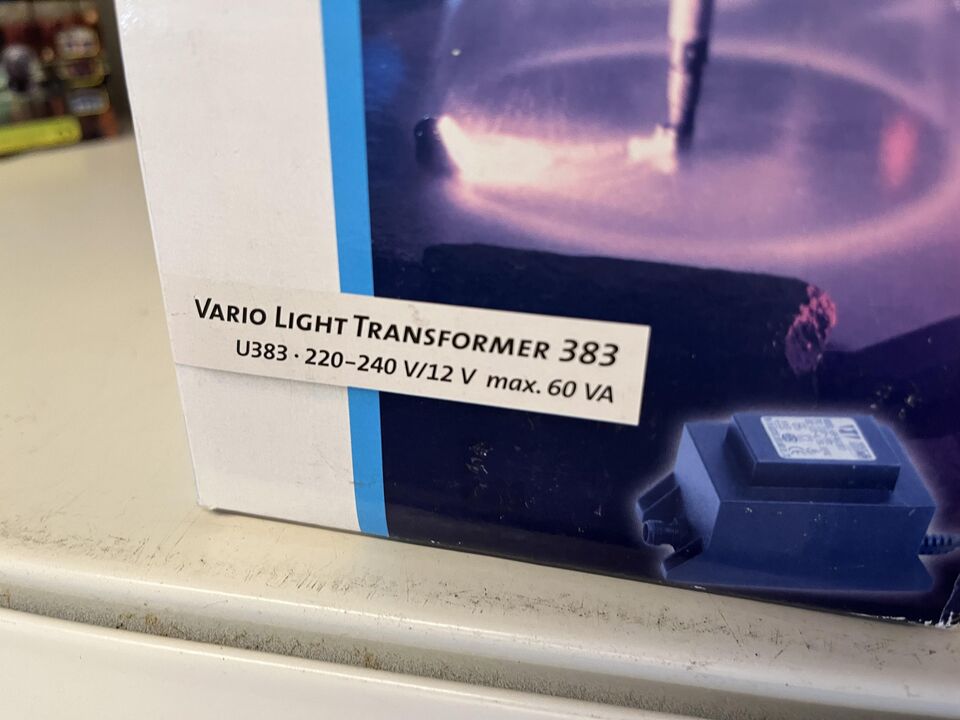 VARIO LIGHT TRANSFORMER 383
U383 · 220–240 V/12 V max. 60 VA